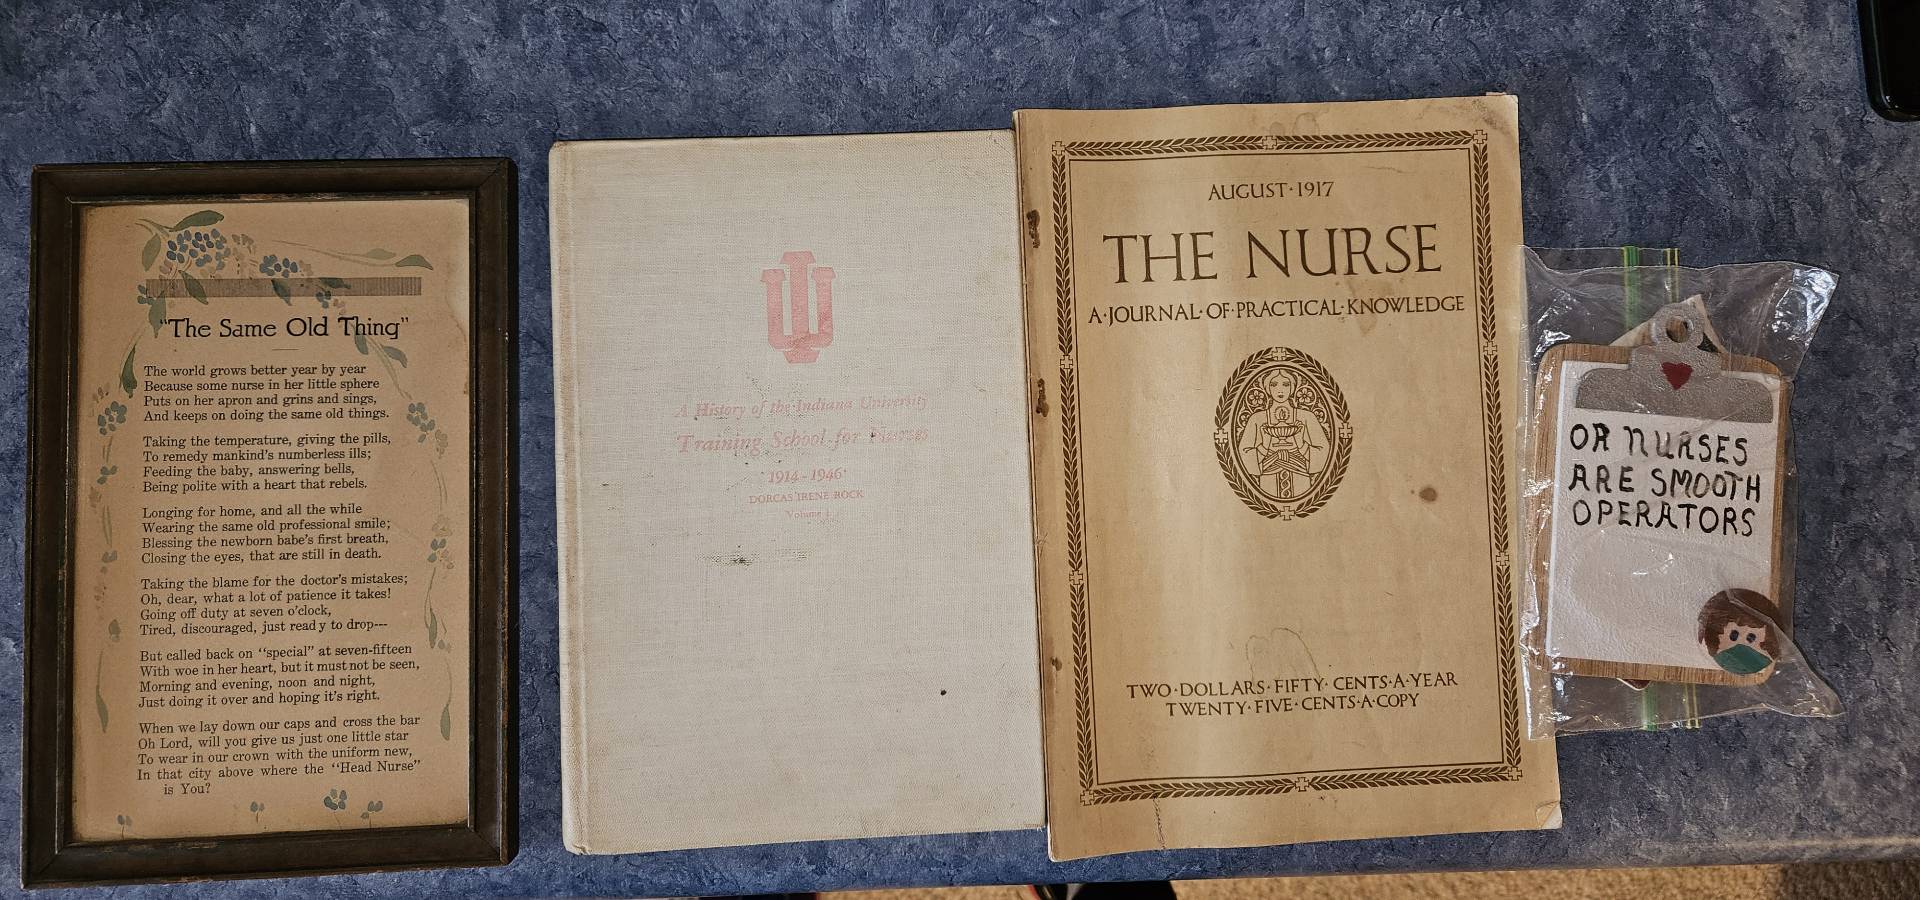 "The Same Old Thing"
The world grows better year by year
Because some nurse in her little sphere
Puts on her apron and grins and sings,
And keeps on doing the same old things.
Taking the temperature, giving the pills,
To remedy mankind's numberless ills;
Feeding the baby, answering bells,
Being polite with a heart that rebels.
Longing for home, and all the while
Wearing the same old professional smile;
Blessing the newborn babe's first breath,
Closing the eyes, that are still in death.
Taking the blame for the doctor's mistakes;
Oh, dear, what a lot of patience it takes!
Going off duty at seven o'clock,
Tired, discouraged, just ready to drop---
But called back on "special" at seven-fifteen
With woe in her heart, but it must not be seen,
Morning and evening, noon and night,
Just doing it over and hoping it's right.
When we lay down our caps and cross the bar
Oh Lord, will you give us just one little star
To wear in our crown with the uniform new,
In that city above where the "Head Nurse"
is You?
IU
A History of the Indiana University
Training School for Nurses
1914-1946
DORCAS IRENE ROCK
Volume 1
AUGUST·1917
THE NURSE
A·JOURNAL·OF·PRACTICAL·KNOWLEDGE
TWO·DOLLARS·FIFTY·CENTS·A·YEAR
TWENTY·FIVE·CENTS·A·COPY
OR NURSES
ARE SMOOTH
OPERATORS